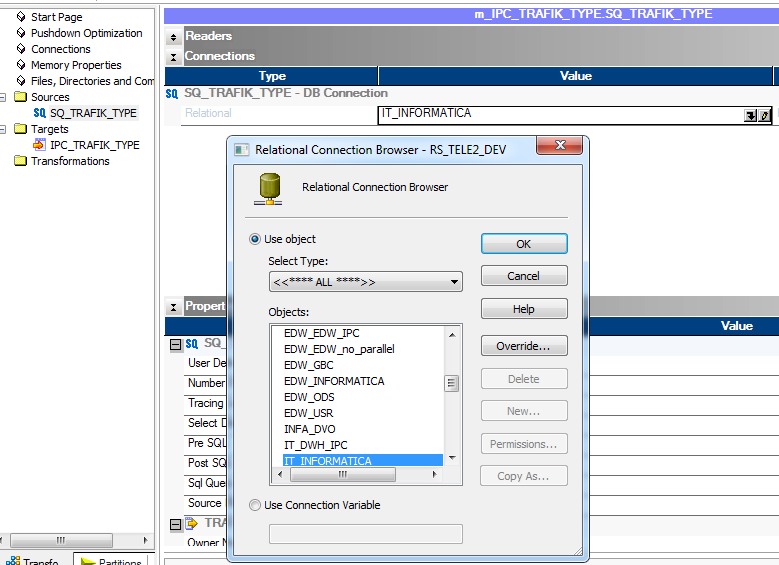 Start Page
Pushdown Optimization
Connections
Memory Properties
Files, Directories and Com
Sources
SQ SQ_TRAFIK_TYPE
Targets
IPC_TRAFIK_TYPE
Transformations
Transfo
Partitions
m_IPC_TRAFIK_TYPE.SQ_TRAFIK_TYPE
Readers
Connections
Type Value
SQ SQ_TRAFIK_TYPE - DB Connection
Relational IT_INFORMATICA
Propert
Value
SQ SQ_
User De
Number
Tracing
Select D
Pre SQL
Post SQ
Sql Que
Source
TRA
Owner N
Relational Connection Browser - RS_TELE2_DEV
Relational Connection Browser
Use object
Select Type:
<<**** ALL ****>>
Objects:
EDW_EDW_IPC
EDW_EDW_no_parallel
EDW_GBC
EDW_INFORMATICA
EDW_ODS
EDW_USR
INFA_DVO
IT_DWH_IPC
IT_INFORMATICA
Use Connection Variable
OK
Cancel
Help
Override...
Delete
New...
Permissions...
Copy As...